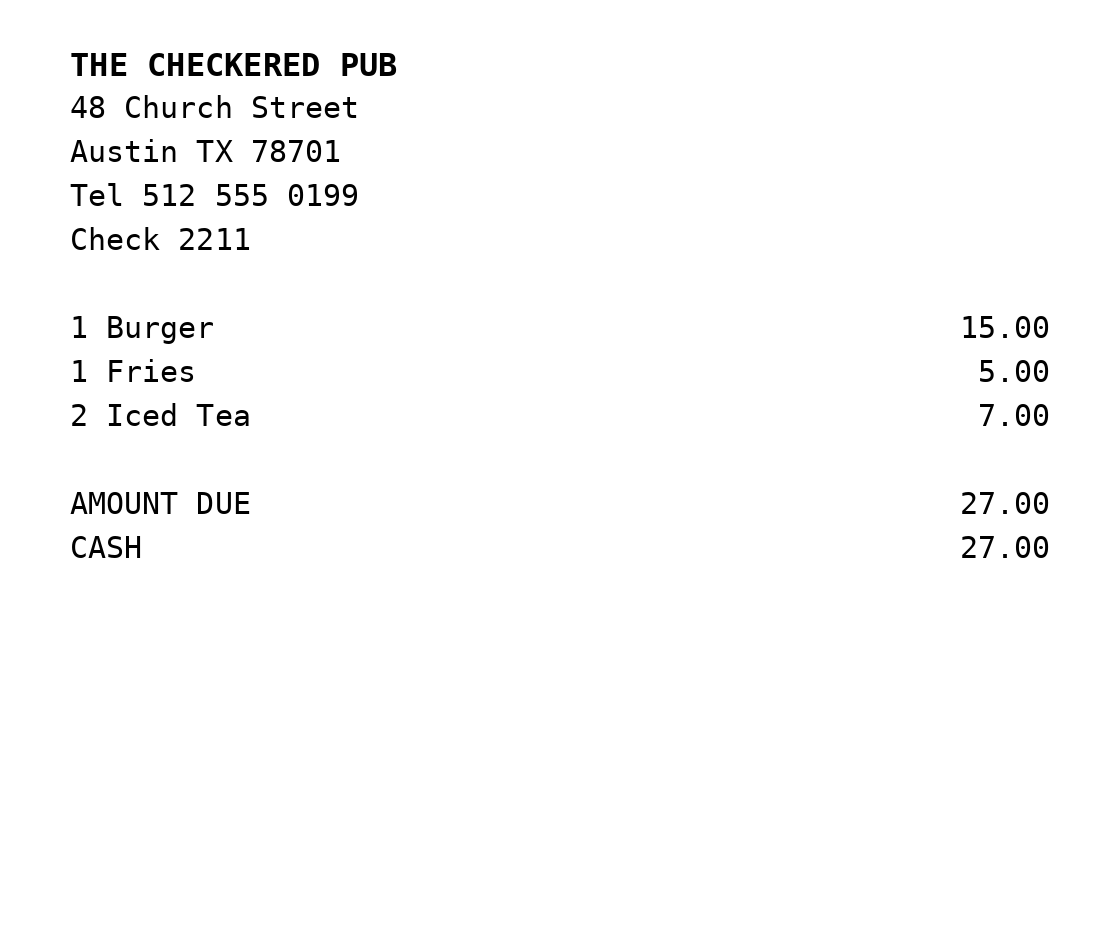 THE CHECKERED PUB
48 Church Street
Austin TX 78701
Tel 512 555 0199
Check 2211
1 Burger 15.00
1 Fries 5.00
2 Iced Tea 7.00
AMOUNT DUE 27.00
CASH 27.00